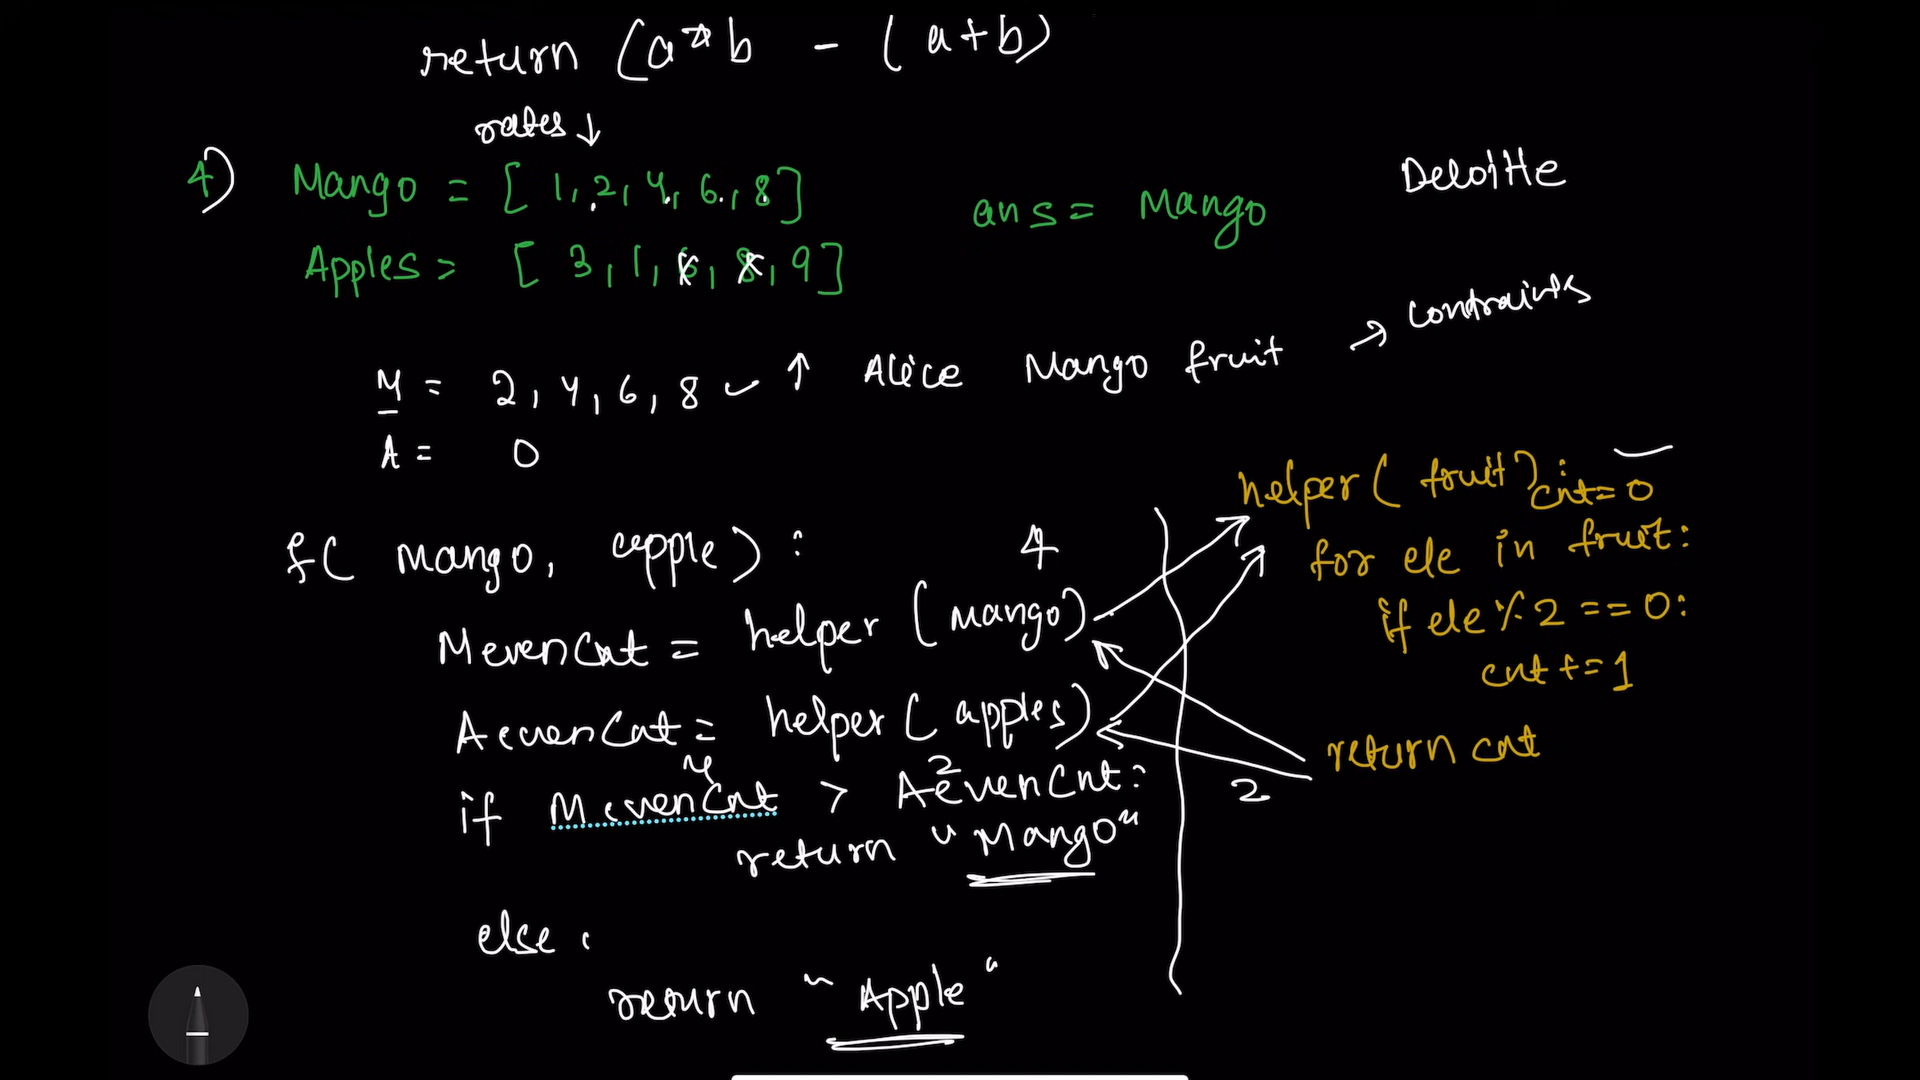 return (a*b - (a+b)
rates ↓
4) Mango = [ 1, 2, 4, 6, 8]
ans = Mango
Deloitte
Apples = [ 3, 1, 6, 8, 9]
→ contraints
M = 2, 4, 6, 8 ✓ ↑ Alice Mango fruit
A = 0
f( mango, apple) :
4
MevenCnt = helper (mango)
AevenCnt = helper ( apples)
4 2
if MevenCnt > AevenCnt:
return "Mango"
else :
return "Apple"
helper( fruit) : cnt=0
for ele in fruit:
if ele % 2 == 0:
cnt += 1
return cnt
2